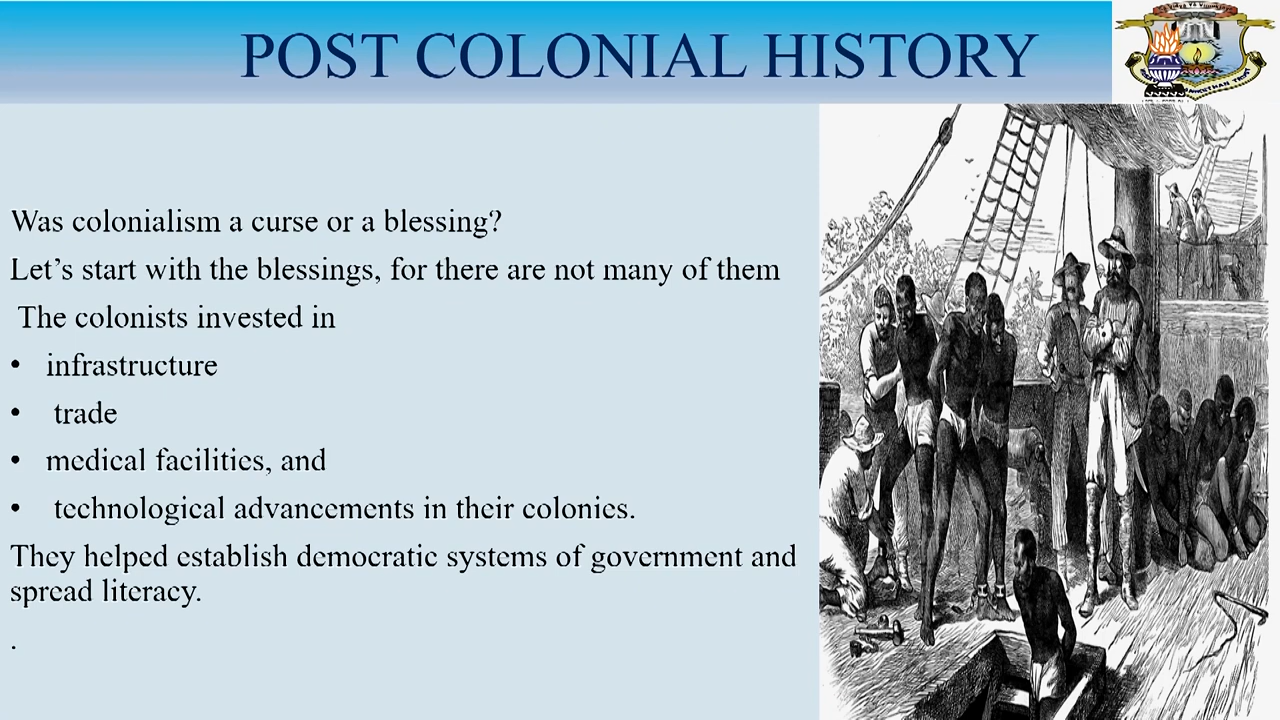 POST COLONIAL HISTORY
Was colonialism a curse or a blessing?
Let’s start with the blessings, for there are not many of them
The colonists invested in
• infrastructure
• trade
• medical facilities, and
• technological advancements in their colonies.
They helped establish democratic systems of government and
spread literacy.
.